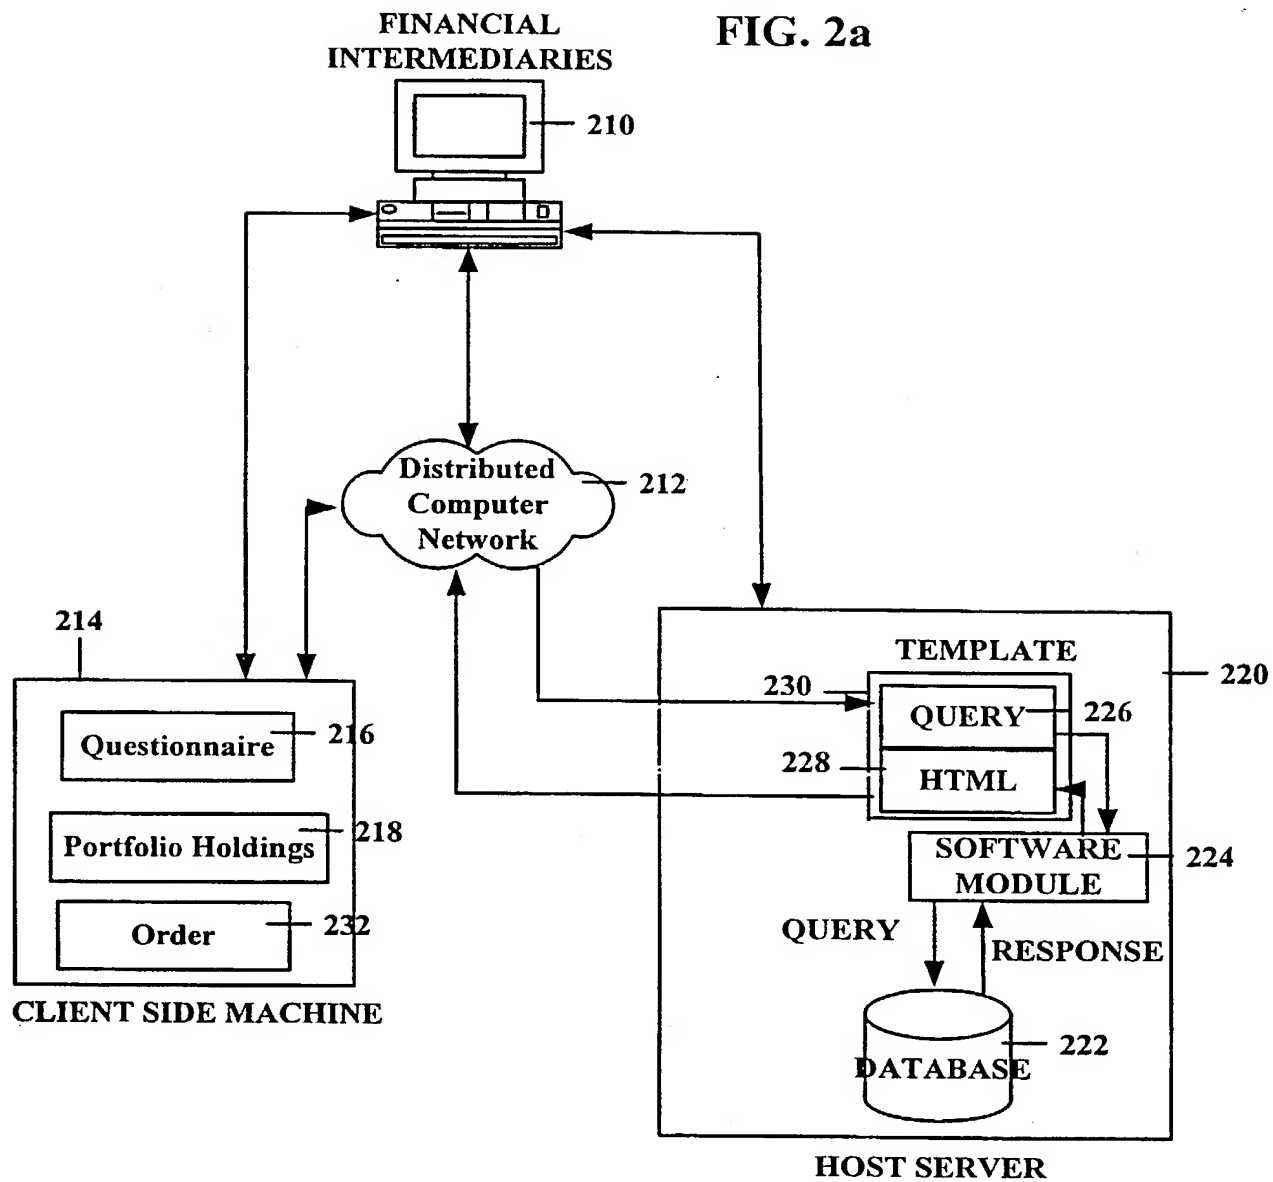 FIG. 2a
FINANCIAL
INTERMEDIARIES
210
Distributed
Computer
Network
212
214
Questionnaire
216
Portfolio Holdings
218
Order
232
CLIENT SIDE MACHINE
TEMPLATE
220
230
QUERY
226
228
HTML
SOFTWARE
MODULE
224
QUERY
RESPONSE
DATABASE
222
HOST SERVER